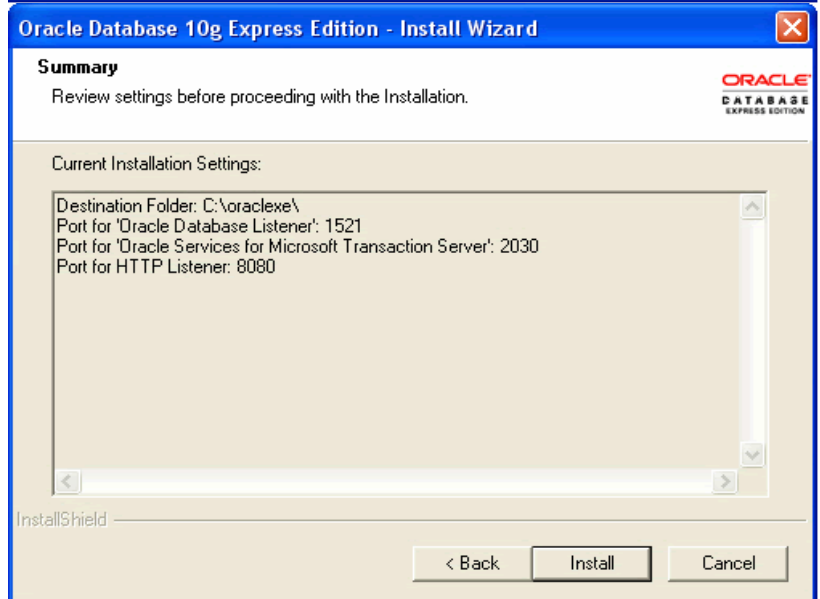 Oracle Database 10g Express Edition - Install Wizard
Summary
Review settings before proceeding with the Installation.
ORACLE
DATABASE
EXPRESS EDITION
Current Installation Settings:
Destination Folder: C:\oraclexe\
Port for 'Oracle Database Listener': 1521
Port for 'Oracle Services for Microsoft Transaction Server': 2030
Port for HTTP Listener: 8080
InstallShield
< Back
Install
Cancel